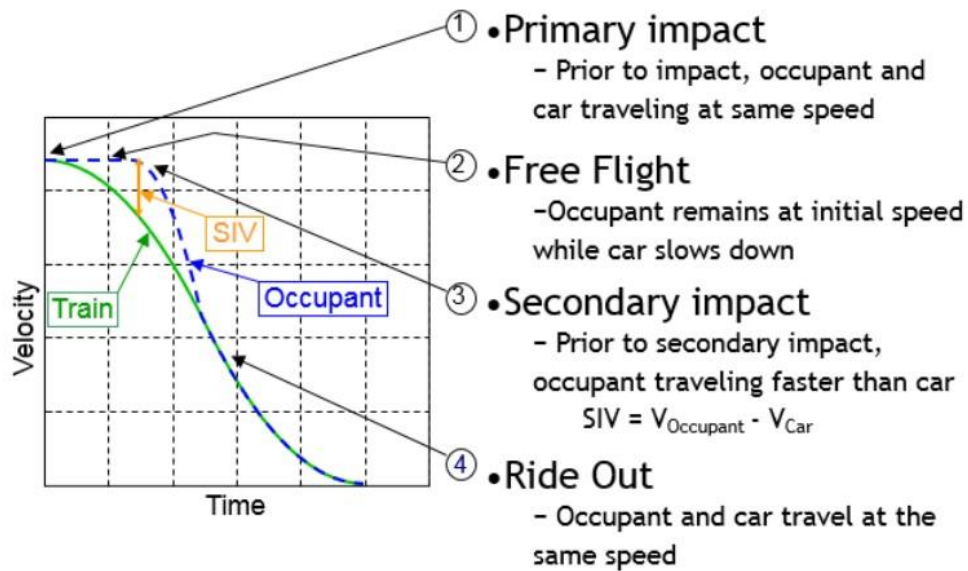 ① •Primary impact
– Prior to impact, occupant and
car traveling at same speed
② •Free Flight
–Occupant remains at initial speed
while car slows down
③ •Secondary impact
– Prior to secondary impact,
occupant traveling faster than car
SIV = V_Occupant - V_Car
④ •Ride Out
– Occupant and car travel at the
same speed
Velocity
SIV
Train
Occupant
Time